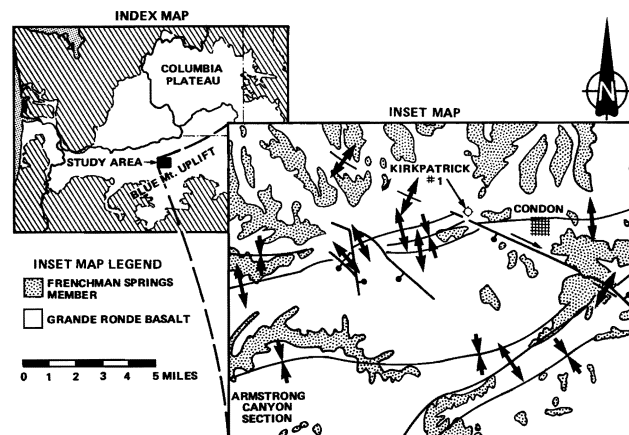 INDEX MAP
COLUMBIA
PLATEAU
STUDY AREA
BLUE Mt. UPLIFT
N
INSET MAP
KIRKPATRICK
#1
CONDON
INSET MAP LEGEND
FRENCHMAN SPRINGS
MEMBER
GRANDE RONDE BASALT
0 1 2 3 4 5 MILES
ARMSTRONG
CANYON
SECTION